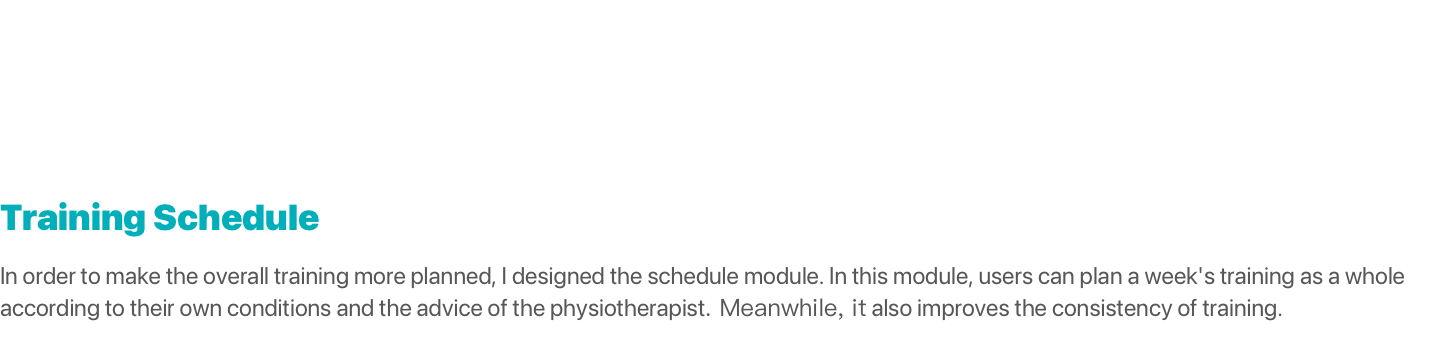 Training Schedule
In order to make the overall training more planned, I designed the schedule module. In this module, users can plan a week's training as a whole
according to their own conditions and the advice of the physiotherapist. Meanwhile, it also improves the consistency of training.